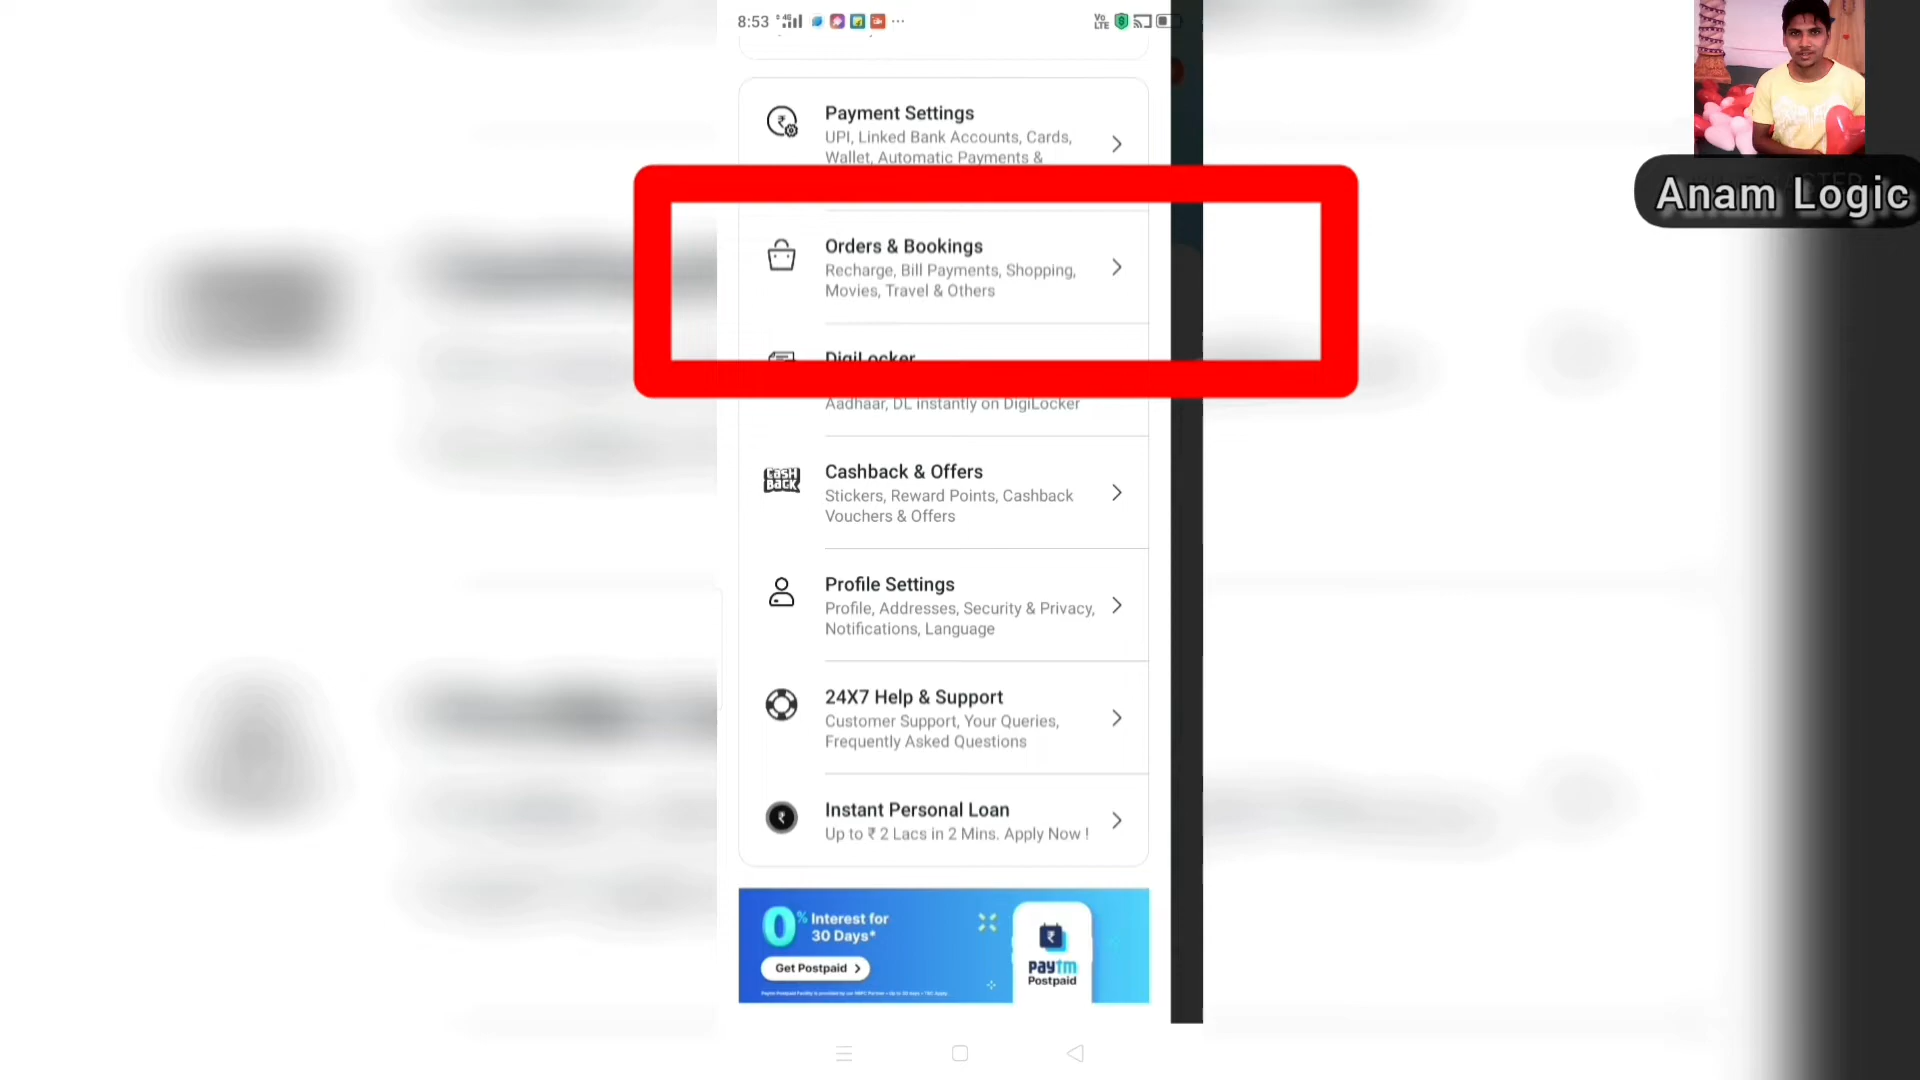 8:53
Vo
LTE
Payment Settings
UPI, Linked Bank Accounts, Cards,
Wallet, Automatic Payments &
Anam Logic
Orders & Bookings
Recharge, Bill Payments, Shopping,
Movies, Travel & Others
DigiLocker
Aadhaar, DL instantly on DigiLocker
CASH
BACK
Cashback & Offers
Stickers, Reward Points, Cashback
Vouchers & Offers
Profile Settings
Profile, Addresses, Security & Privacy,
Notifications, Language
24X7 Help & Support
Customer Support, Your Queries,
Frequently Asked Questions
Instant Personal Loan
Up to ₹ 2 Lacs in 2 Mins. Apply Now !
0% Interest for
30 Days*
Get Postpaid
paytm
Postpaid